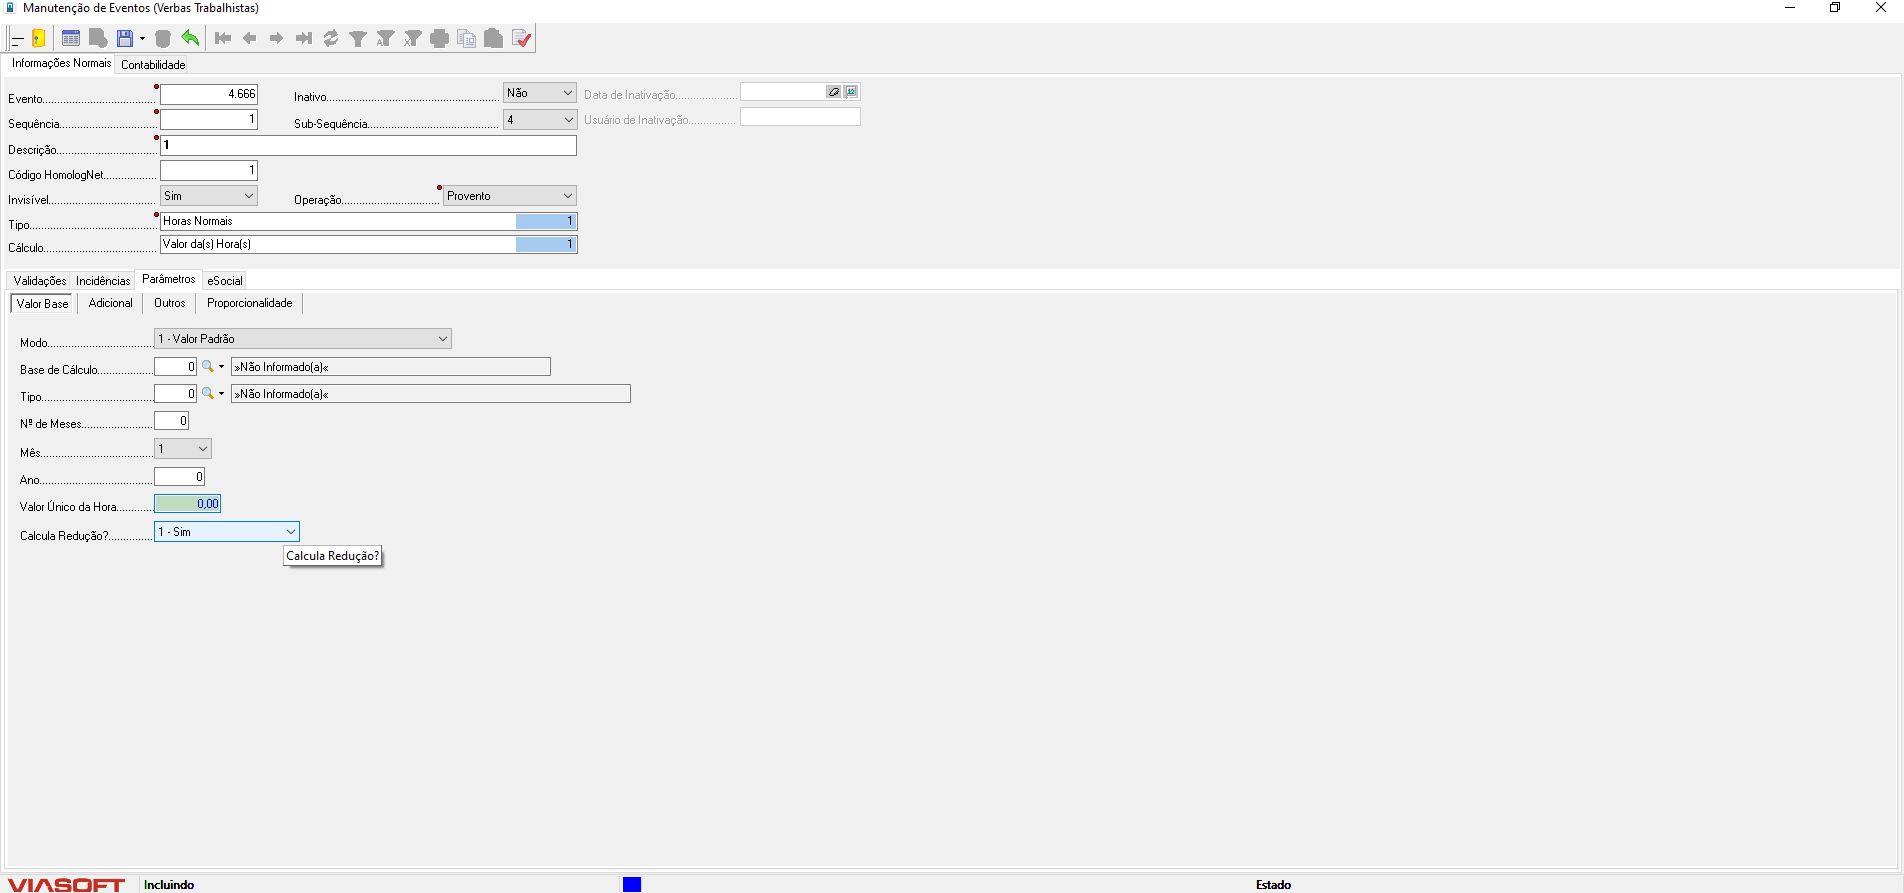 Manutenção de Eventos (Verbas Trabalhistas)
Informações Normais Contabilidade
Evento 4.666 Inativo Não Data de Inativação
Sequência 1 Sub-Sequência 4 Usuário de Inativação
Descrição 1
Código HomologNet 1
Invisível Sim Operação Provento
Tipo Horas Normais 1
Cálculo Valor da(s) Hora(s) 1
Validações Incidências Parâmetros eSocial
Valor Base Adicional Outros Proporcionalidade
Modo 1 - Valor Padrão
Base de Cálculo 0 »Não Informado(a)«
Tipo 0 »Não Informado(a)«
Nº de Meses 0
Mês 1
Ano 0
Valor Único da Hora 0,00
Calcula Redução? 1 - Sim
Calcula Redução?
VIASOFT Incluindo Estado